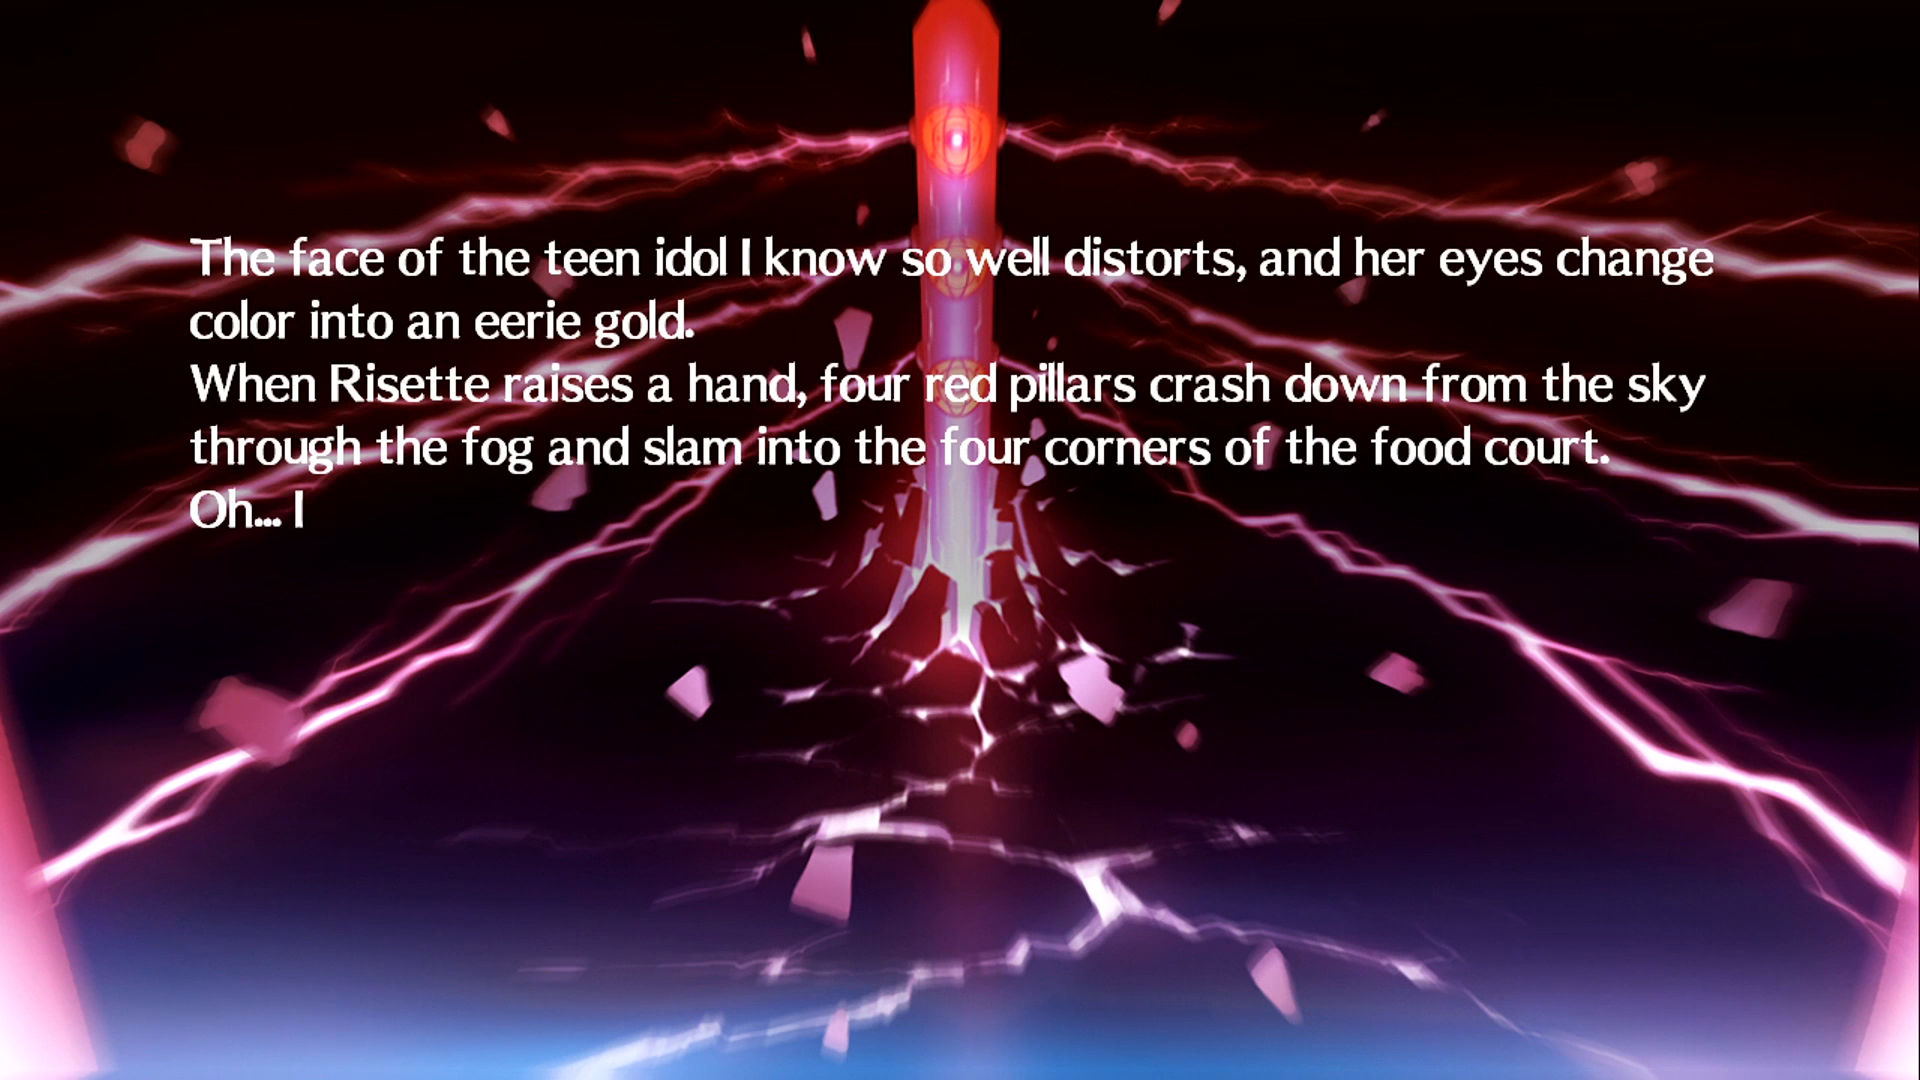 The face of the teen idol I know so well distorts, and her eyes change
color into an eerie gold.
When Risette raises a hand, four red pillars crash down from the sky
through the fog and slam into the four corners of the food court.
Oh... I